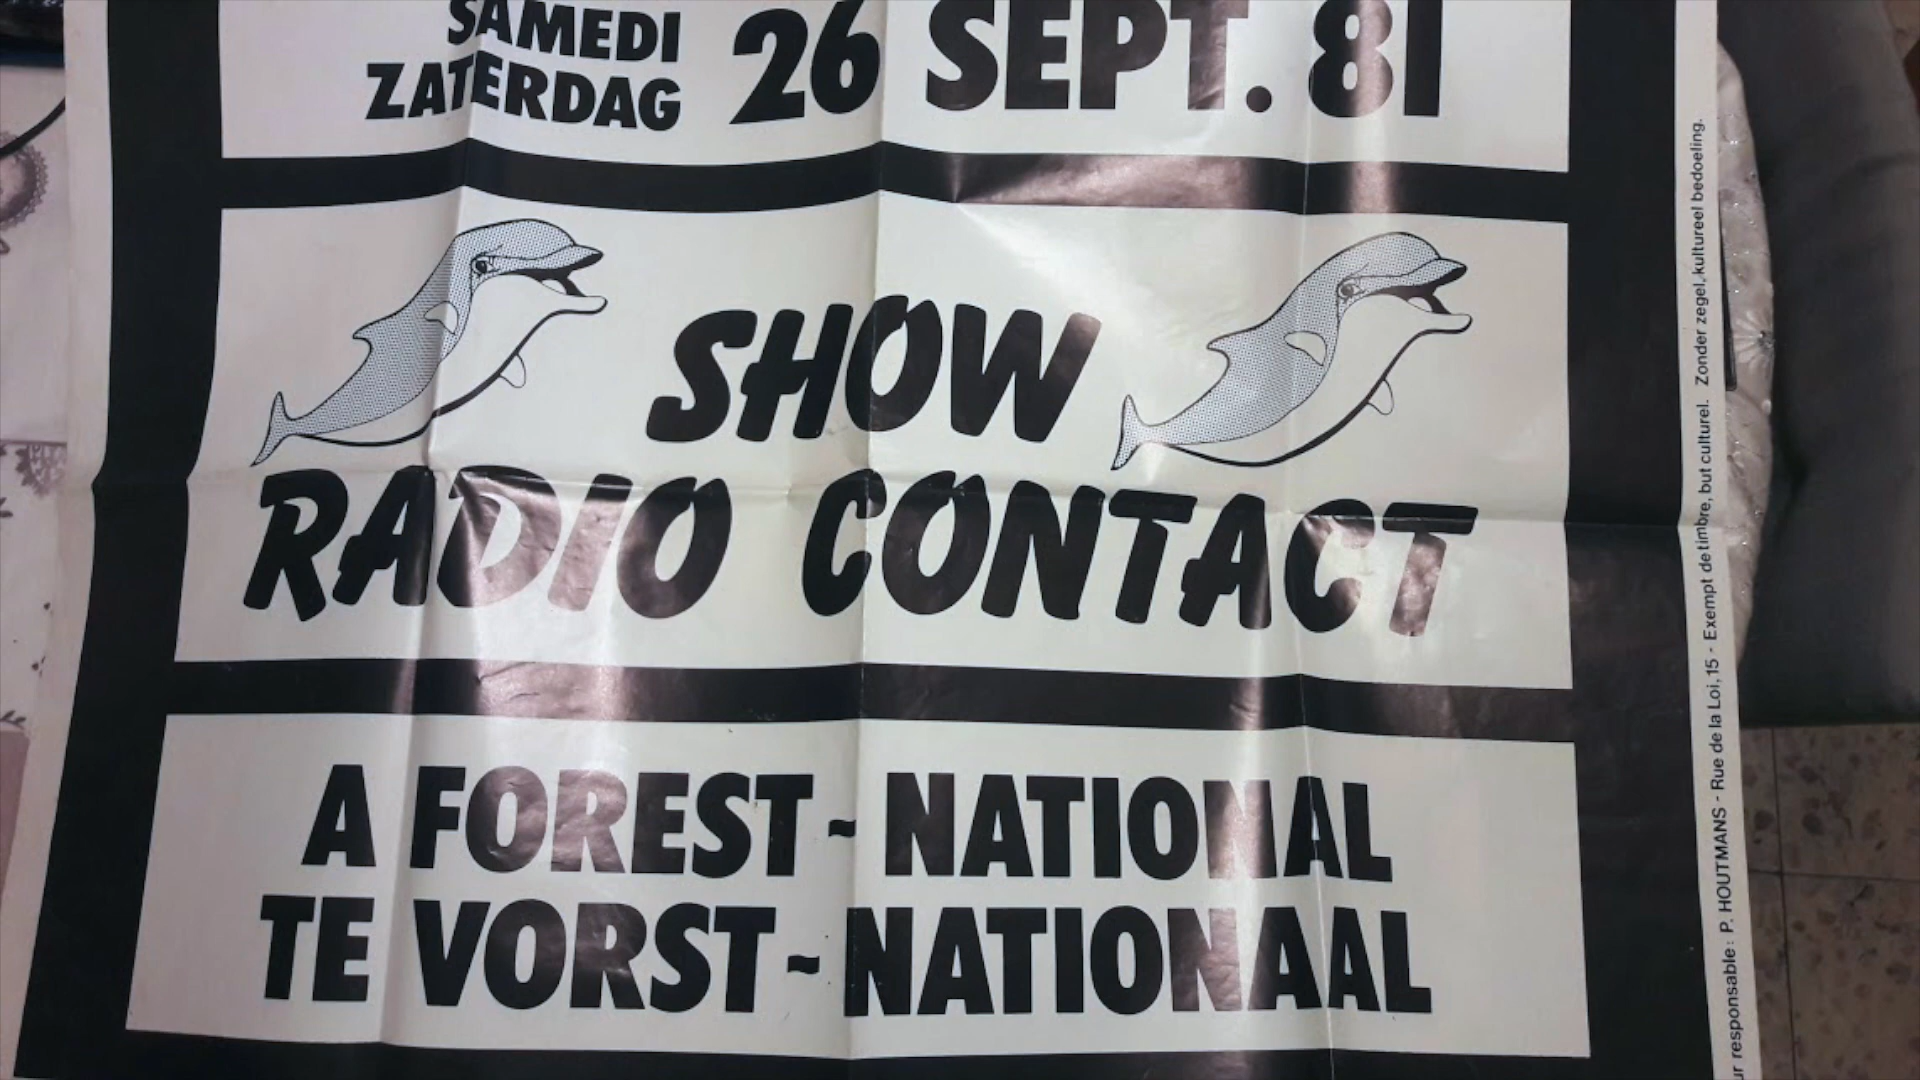 SAMEDI
ZATERDAG
26 SEPT. 81
SHOW
RADIO CONTACT
A FOREST - NATIONAL
TE VORST - NATIONAAL
responsable : P. HOUTMANS - Rue de la Loi, 15 - Exempt de timbre, but culturel. Zonder zegel, kultureel bedoeling.